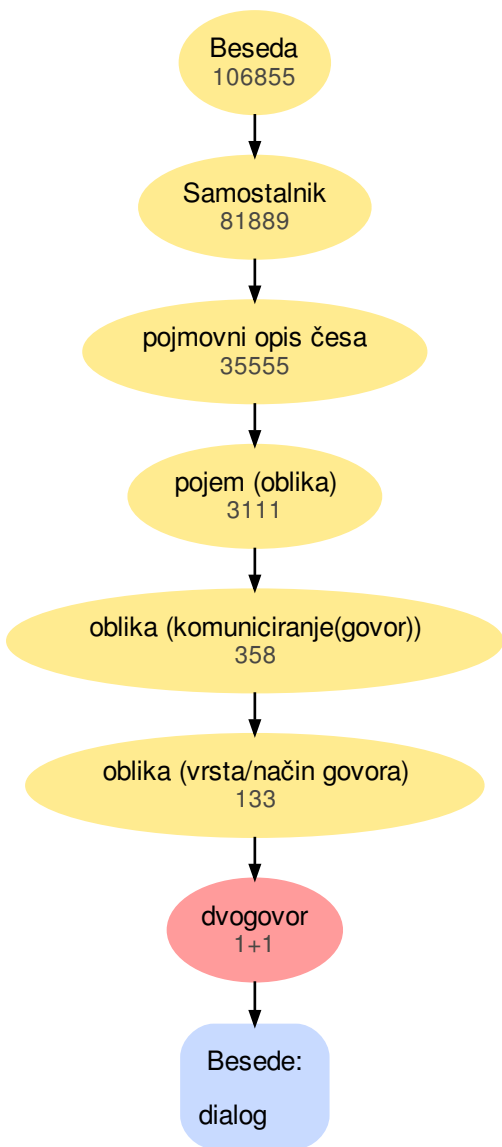 Beseda
106855
Samostalnik
81889
pojmovni opis česa
35555
pojem (oblika)
3111
oblika (komuniciranje(govor))
358
oblika (vrsta/način govora)
133
dvogovor
1+1
Besede:
dialog